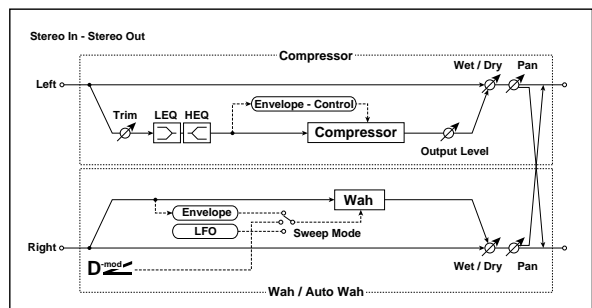 Stereo In - Stereo Out
Compressor
Wet / Dry Pan
Left
Trim LEQ HEQ
Envelope - Control
Compressor
Output Level
Wah
Envelope
LFO
Sweep Mode
Right
D-mod
Wet / Dry Pan
Wah / Auto Wah